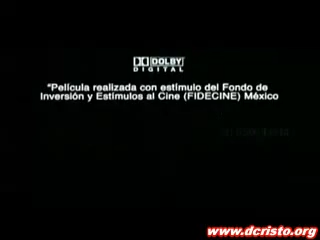 DOLBY
DIGITAL
"Película realizada con estímulo del Fondo de
Inversión y Estímulos al Cine (FIDECINE) México
www.dcristo.org